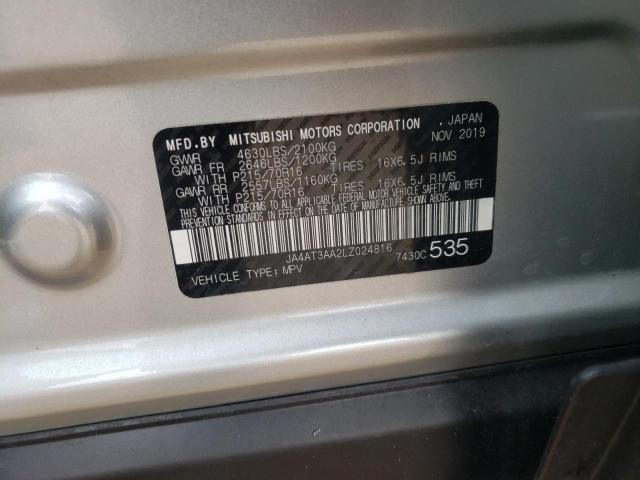 MFD.BY MITSUBISHI MOTORS CORPORATION . JAPAN
NOV 2019
GVWR 4630LBS/2100KG
GAWR FR 2646LBS/1200KG
WITH P215/70R16 TIRES. 16X6.5J RIMS
GAWR RR 2557LBS/1160KG
WITH P215/70R16 TIRES 16X6.5J RIMS
THIS VEHICLE CONFORMS TO ALL APPLICABLE FEDERAL MOTOR VEHICLE SAFETY AND THEFT
PREVENTION STANDARDS IN EFFECT ON THE DATE OF MANUFACTURE SHOWN ABOVE.
JA4AT3AA2LZ024816 7430C 535
VEHICLE TYPE: MPV